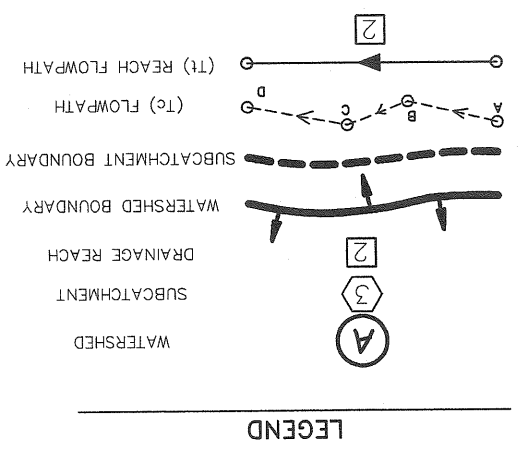 LEGEND
A WATERSHED
3 SUBCATCHMENT
2 DRAINAGE REACH
WATERSHED BOUNDARY
SUBCATCHMENT BOUNDARY
A B C D (Tc) FLOWPATH
(Tt) REACH FLOWPATH
2